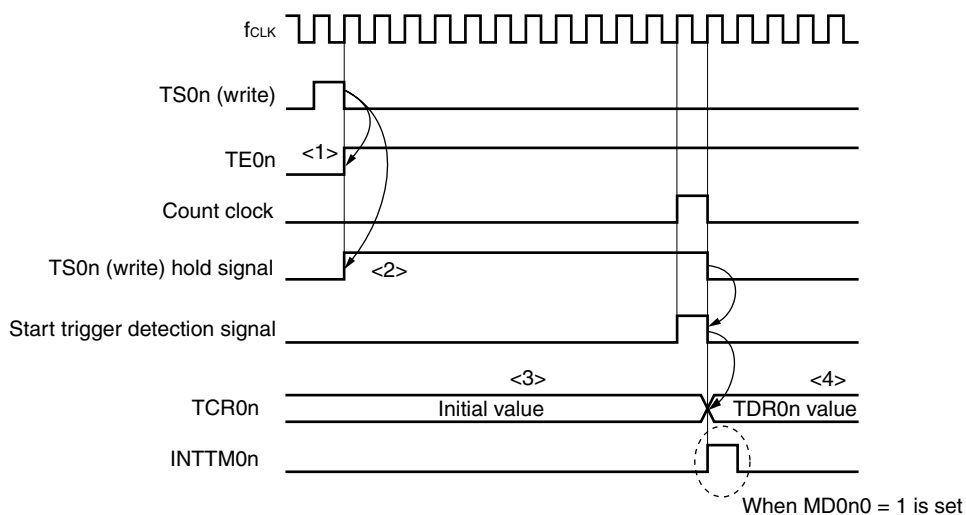 fCLK
TS0n (write)
TE0n
<1>
Count clock
TS0n (write) hold signal
<2>
Start trigger detection signal
<3>
<4>
TCR0n
Initial value
TDR0n value
INTTM0n
When MD0n0 = 1 is set